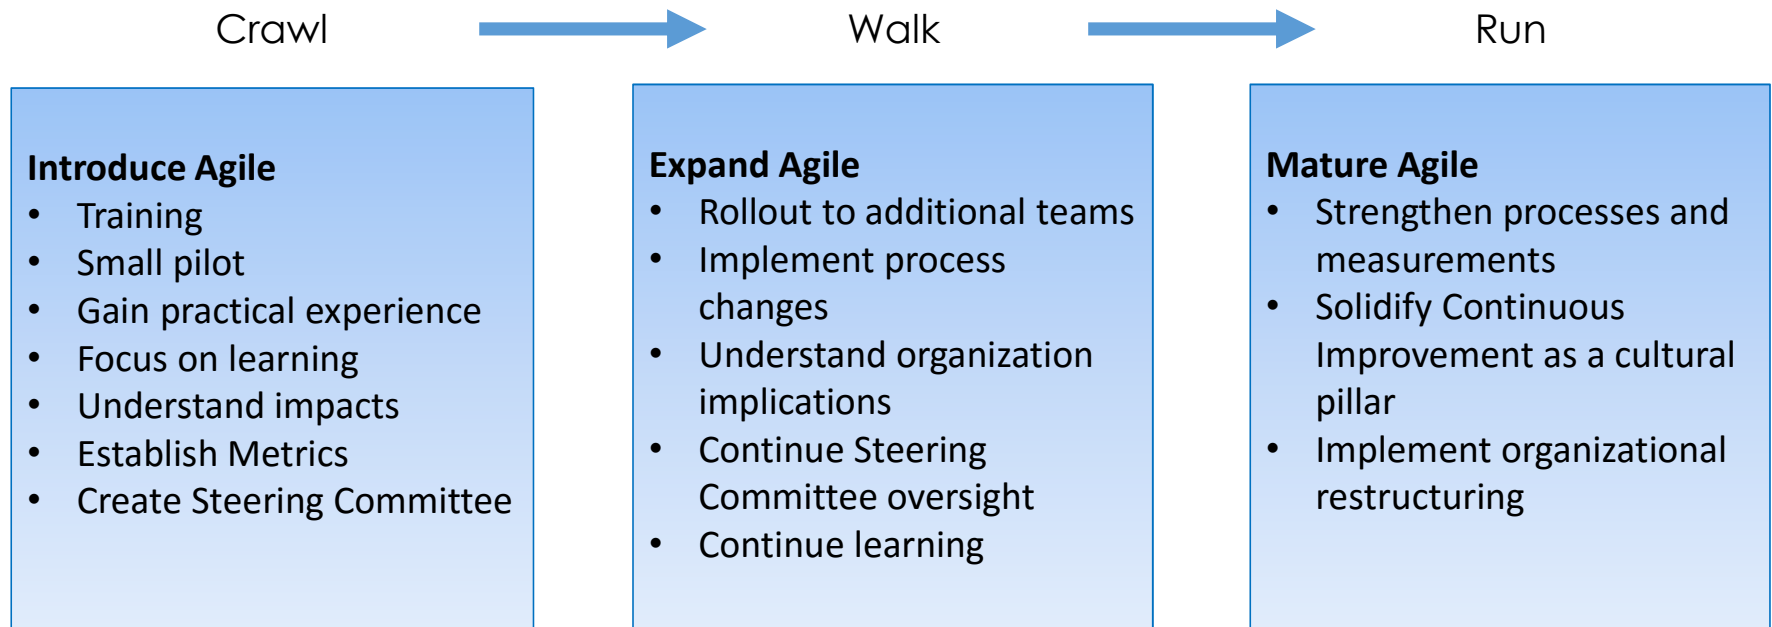 Crawl
Walk
Run
Introduce Agile
• Training
• Small pilot
• Gain practical experience
• Focus on learning
• Understand impacts
• Establish Metrics
• Create Steering Committee
Expand Agile
• Rollout to additional teams
• Implement process
changes
• Understand organization
implications
• Continue Steering
Committee oversight
• Continue learning
Mature Agile
• Strengthen processes and
measurements
• Solidify Continuous
Improvement as a cultural
pillar
• Implement organizational
restructuring